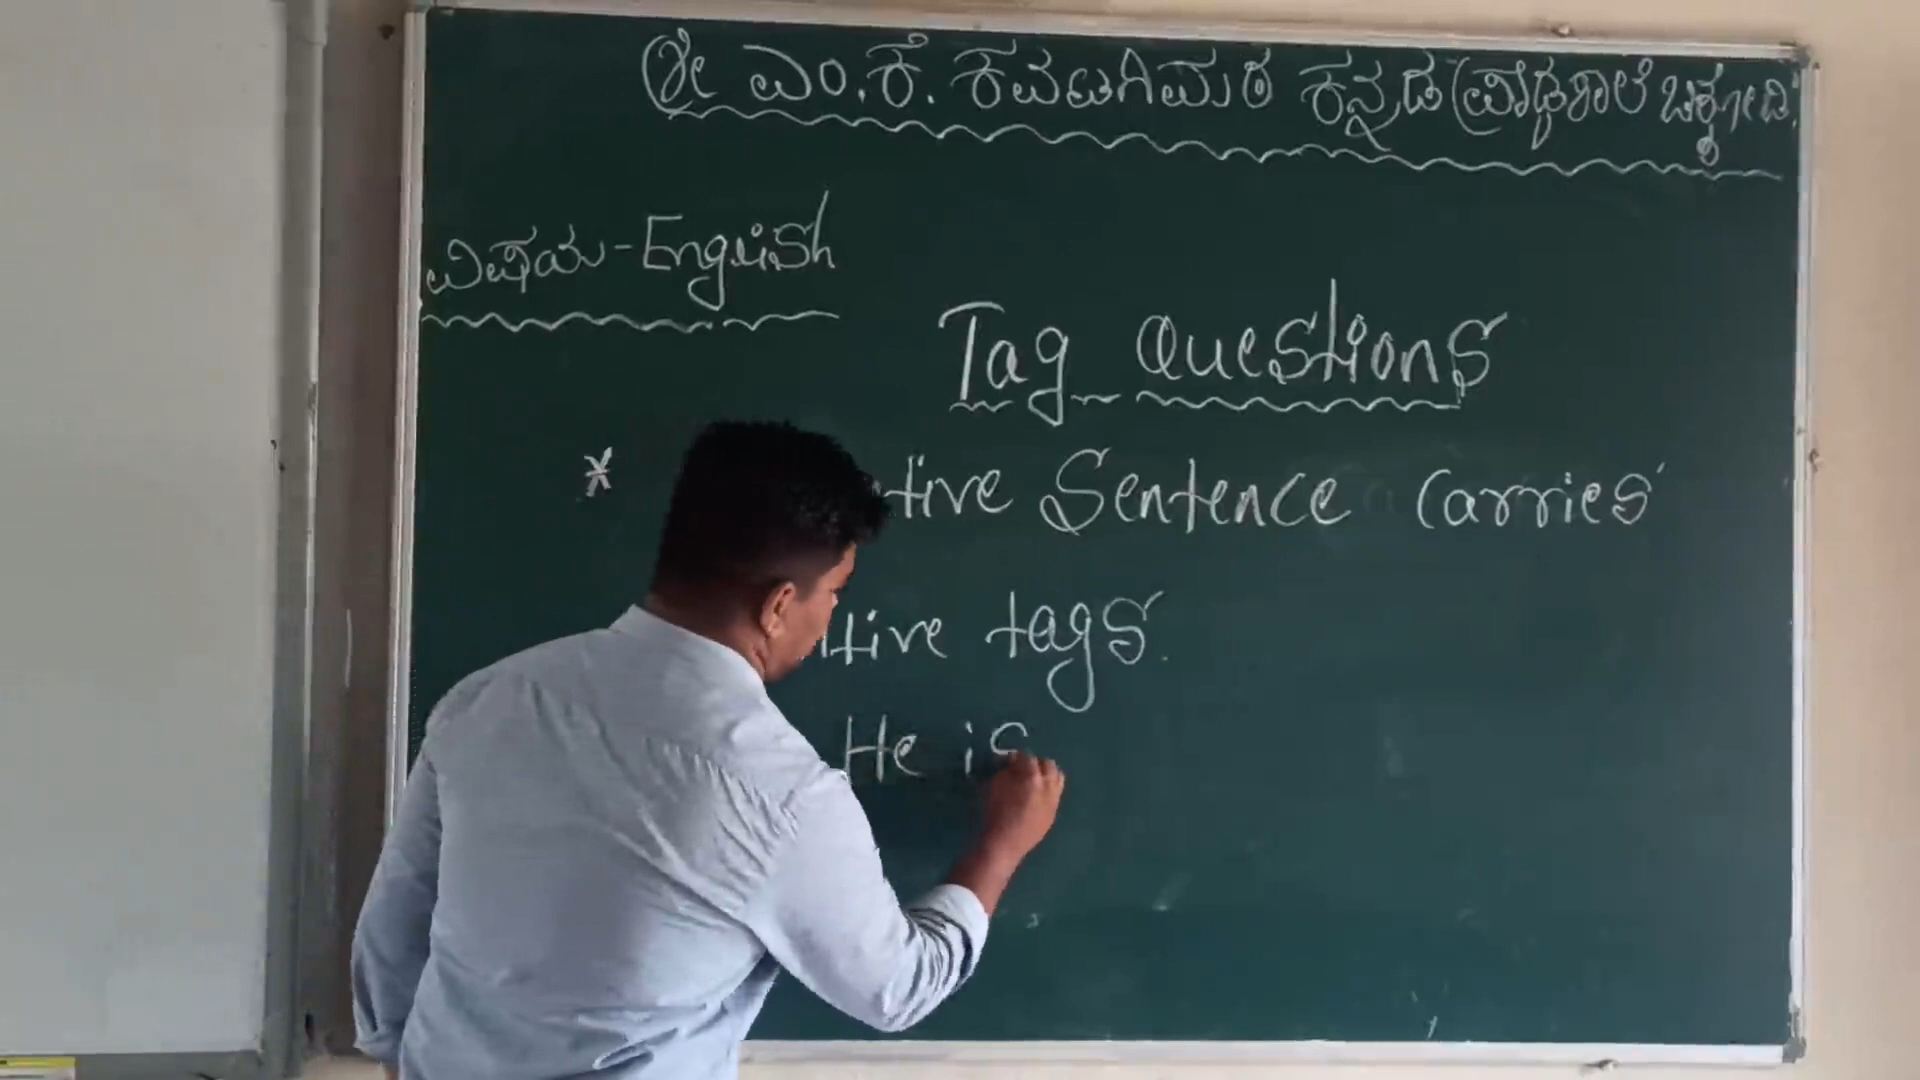 ಶ್ರೀ ಎಂ.ಕೆ. ಕವಟಗಿಮಠ ಕನ್ನಡ ಪ್ರಾಢಶಾಲೆ ಚಿಕ್ಕೋಡಿ.
ವಿಷಯ-English
Tag Questions
* tive Sentence Carries
tive tags.
He is